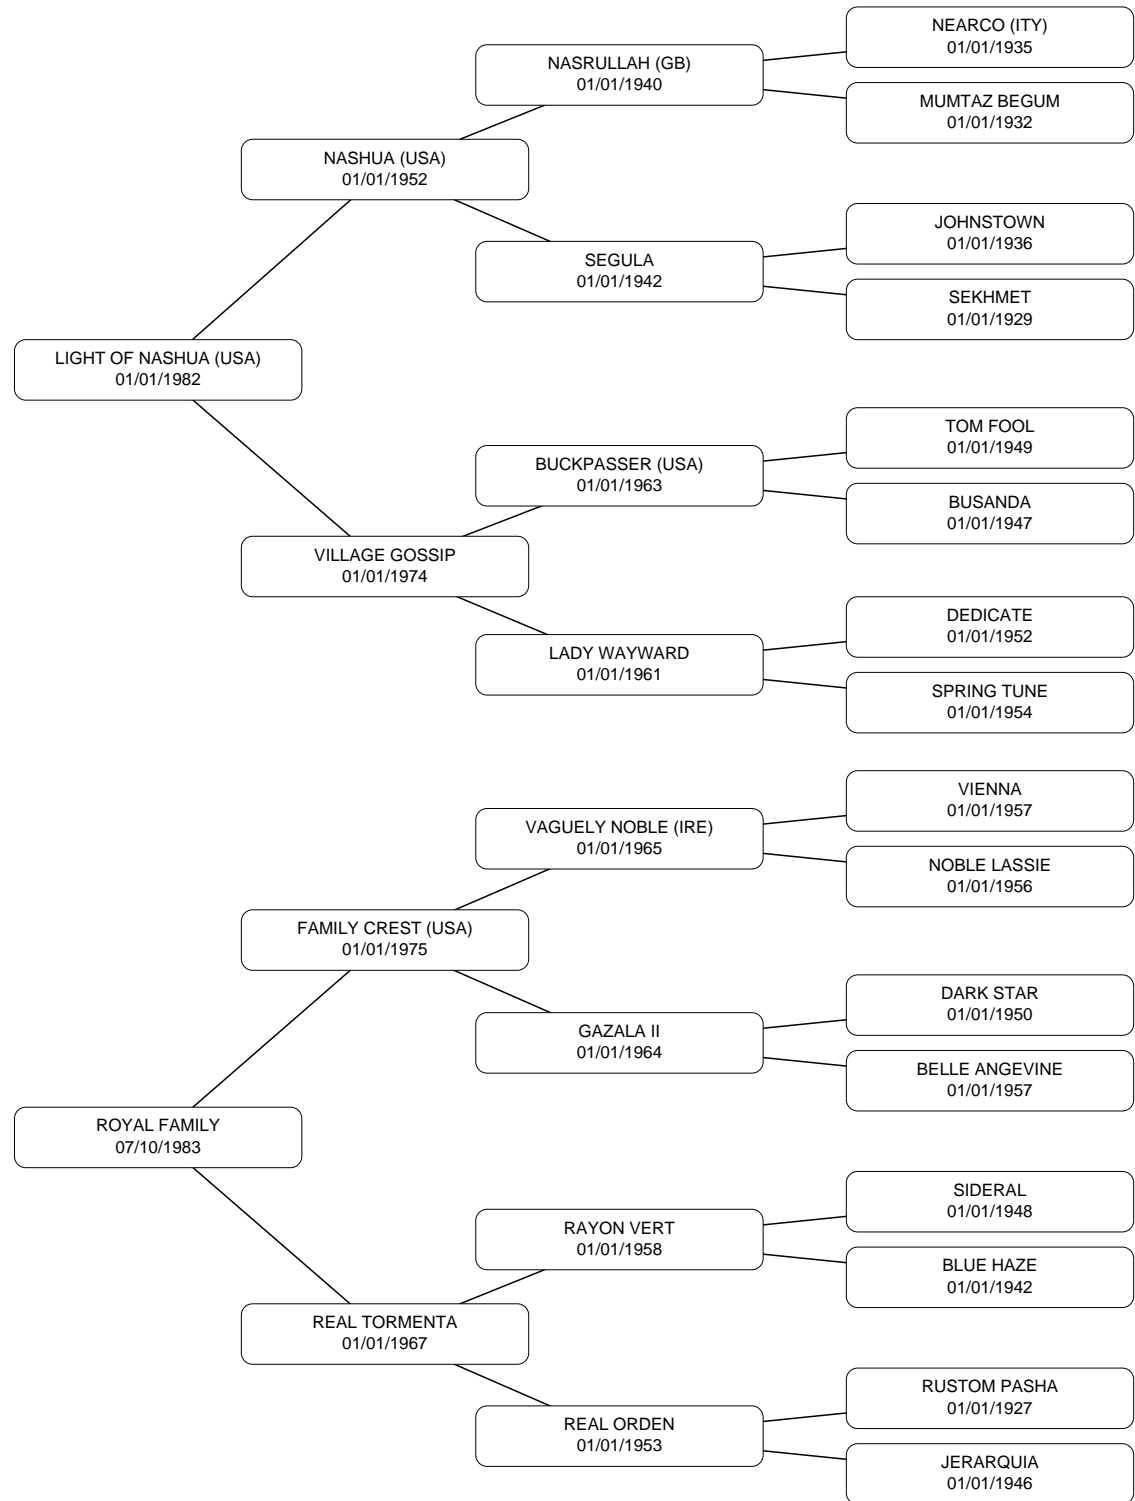 NEARCO (ITY)
01/01/1935
NASRULLAH (GB)
01/01/1940
MUMTAZ BEGUM
01/01/1932
NASHUA (USA)
01/01/1952
JOHNSTOWN
01/01/1936
SEGULA
01/01/1942
SEKHMET
01/01/1929
LIGHT OF NASHUA (USA)
01/01/1982
TOM FOOL
01/01/1949
BUCKPASSER (USA)
01/01/1963
BUSANDA
01/01/1947
VILLAGE GOSSIP
01/01/1974
DEDICATE
01/01/1952
LADY WAYWARD
01/01/1961
SPRING TUNE
01/01/1954
VIENNA
01/01/1957
VAGUELY NOBLE (IRE)
01/01/1965
NOBLE LASSIE
01/01/1956
FAMILY CREST (USA)
01/01/1975
DARK STAR
01/01/1950
GAZALA II
01/01/1964
BELLE ANGEVINE
01/01/1957
ROYAL FAMILY
07/10/1983
SIDERAL
01/01/1948
RAYON VERT
01/01/1958
BLUE HAZE
01/01/1942
REAL TORMENTA
01/01/1967
RUSTOM PASHA
01/01/1927
REAL ORDEN
01/01/1953
JERARQUIA
01/01/1946